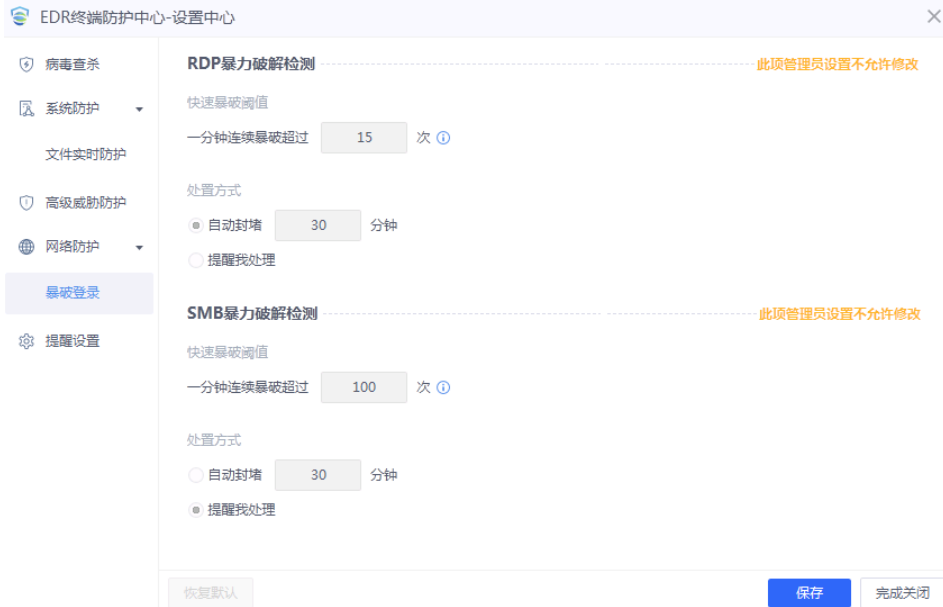 EDR终端防护中心-设置中心
病毒查杀
系统防护
文件实时防护
高级威胁防护
网络防护
暴破登录
提醒设置
RDP暴力破解检测 此项管理员设置不允许修改
快速暴破阈值
一分钟连续暴破超过 15 次
处置方式
自动封堵 30 分钟
提醒我处理
SMB暴力破解检测 此项管理员设置不允许修改
快速暴破阈值
一分钟连续暴破超过 100 次
处置方式
自动封堵 30 分钟
提醒我处理
恢复默认 保存 完成关闭